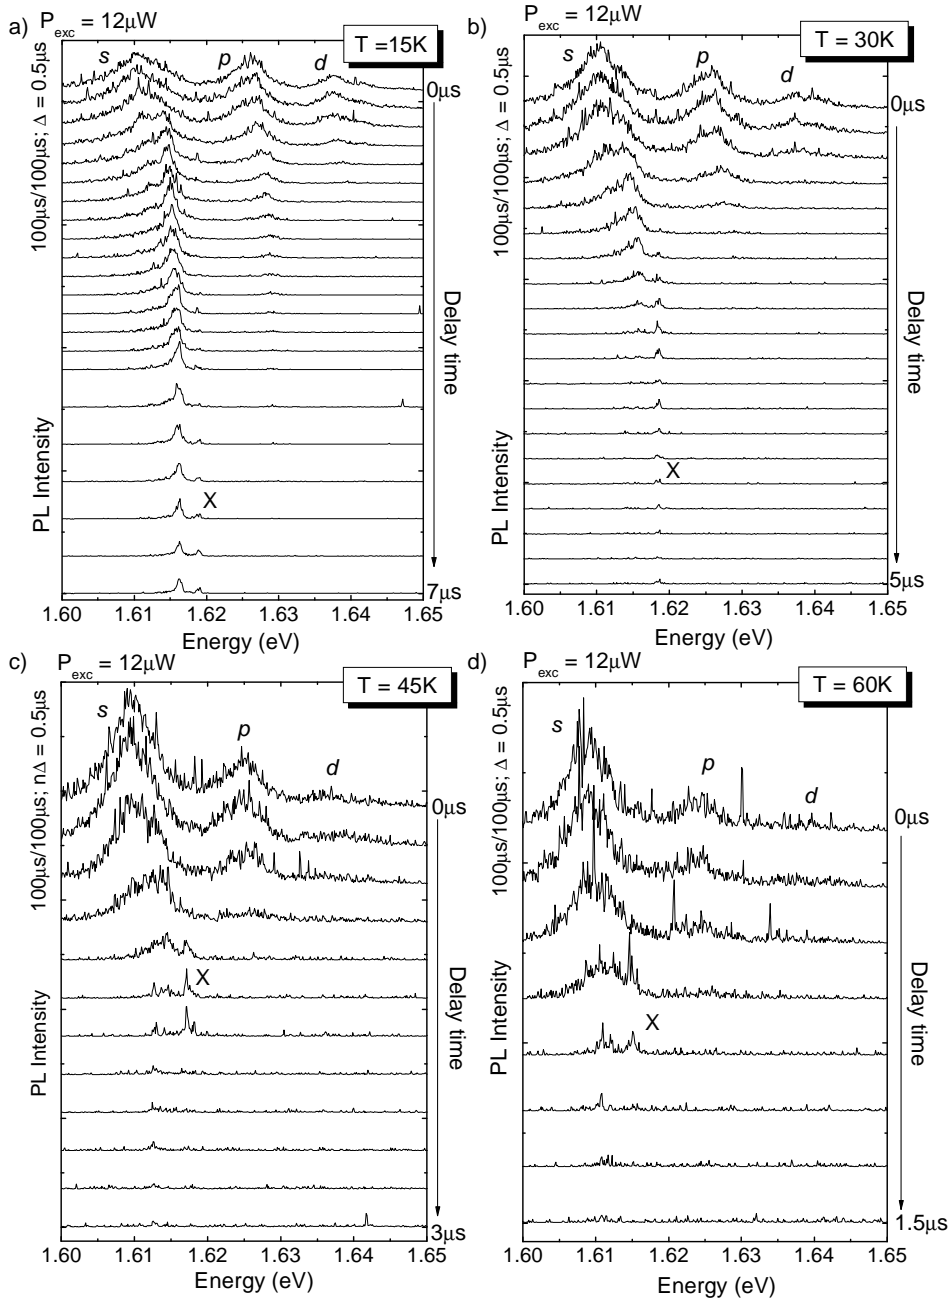 a) P_exc = 12μW
T =15K
s p d
0μs
100μs/100μs; Δ = 0.5μs
PL Intensity
Delay time
X
7μs
1.60 1.61 1.62 1.63 1.64 1.65
Energy (eV)
b) P_exc = 12μW
T = 30K
s p d
0μs
100μs/100μs; Δ = 0.5μs
PL Intensity
Delay time
X
5μs
1.60 1.61 1.62 1.63 1.64 1.65
Energy (eV)
c) P_exc = 12μW
T = 45K
s p d
0μs
100μs/100μs; nΔ = 0.5μs
PL Intensity
Delay time
X
3μs
1.60 1.61 1.62 1.63 1.64 1.65
Energy (eV)
d) P_exc = 12μW
T = 60K
s p d
0μs
100μs/100μs; Δ = 0.5μs
PL Intensity
Delay time
X
1.5μs
1.60 1.61 1.62 1.63 1.64 1.65
Energy (eV)